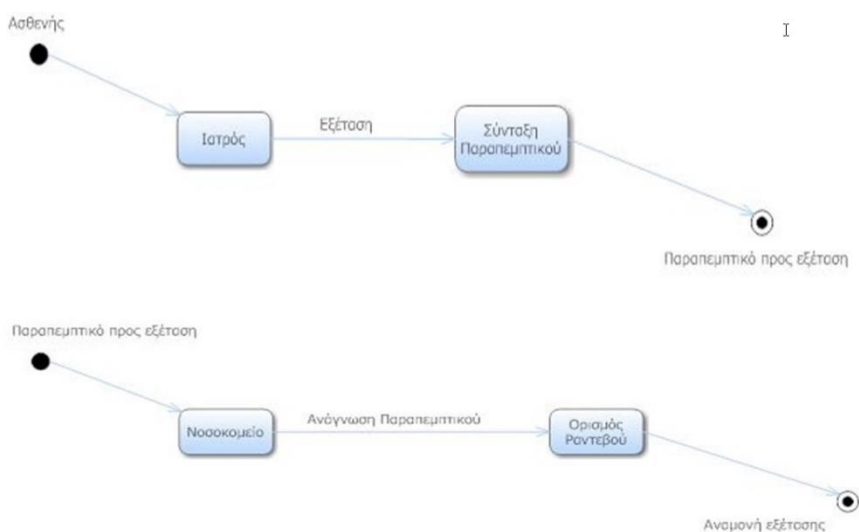 Ασθενής
Ιατρός
Εξέταση
Σύνταξη
Παραπεμπτικού
Παραπεμπτικό προς εξέταση
Παραπεμπτικό προς εξέταση
Νοσοκομείο
Ανάγνωση Παραπεμπτικού
Ορισμός
Ραντεβού
Αναμονή εξέτασης